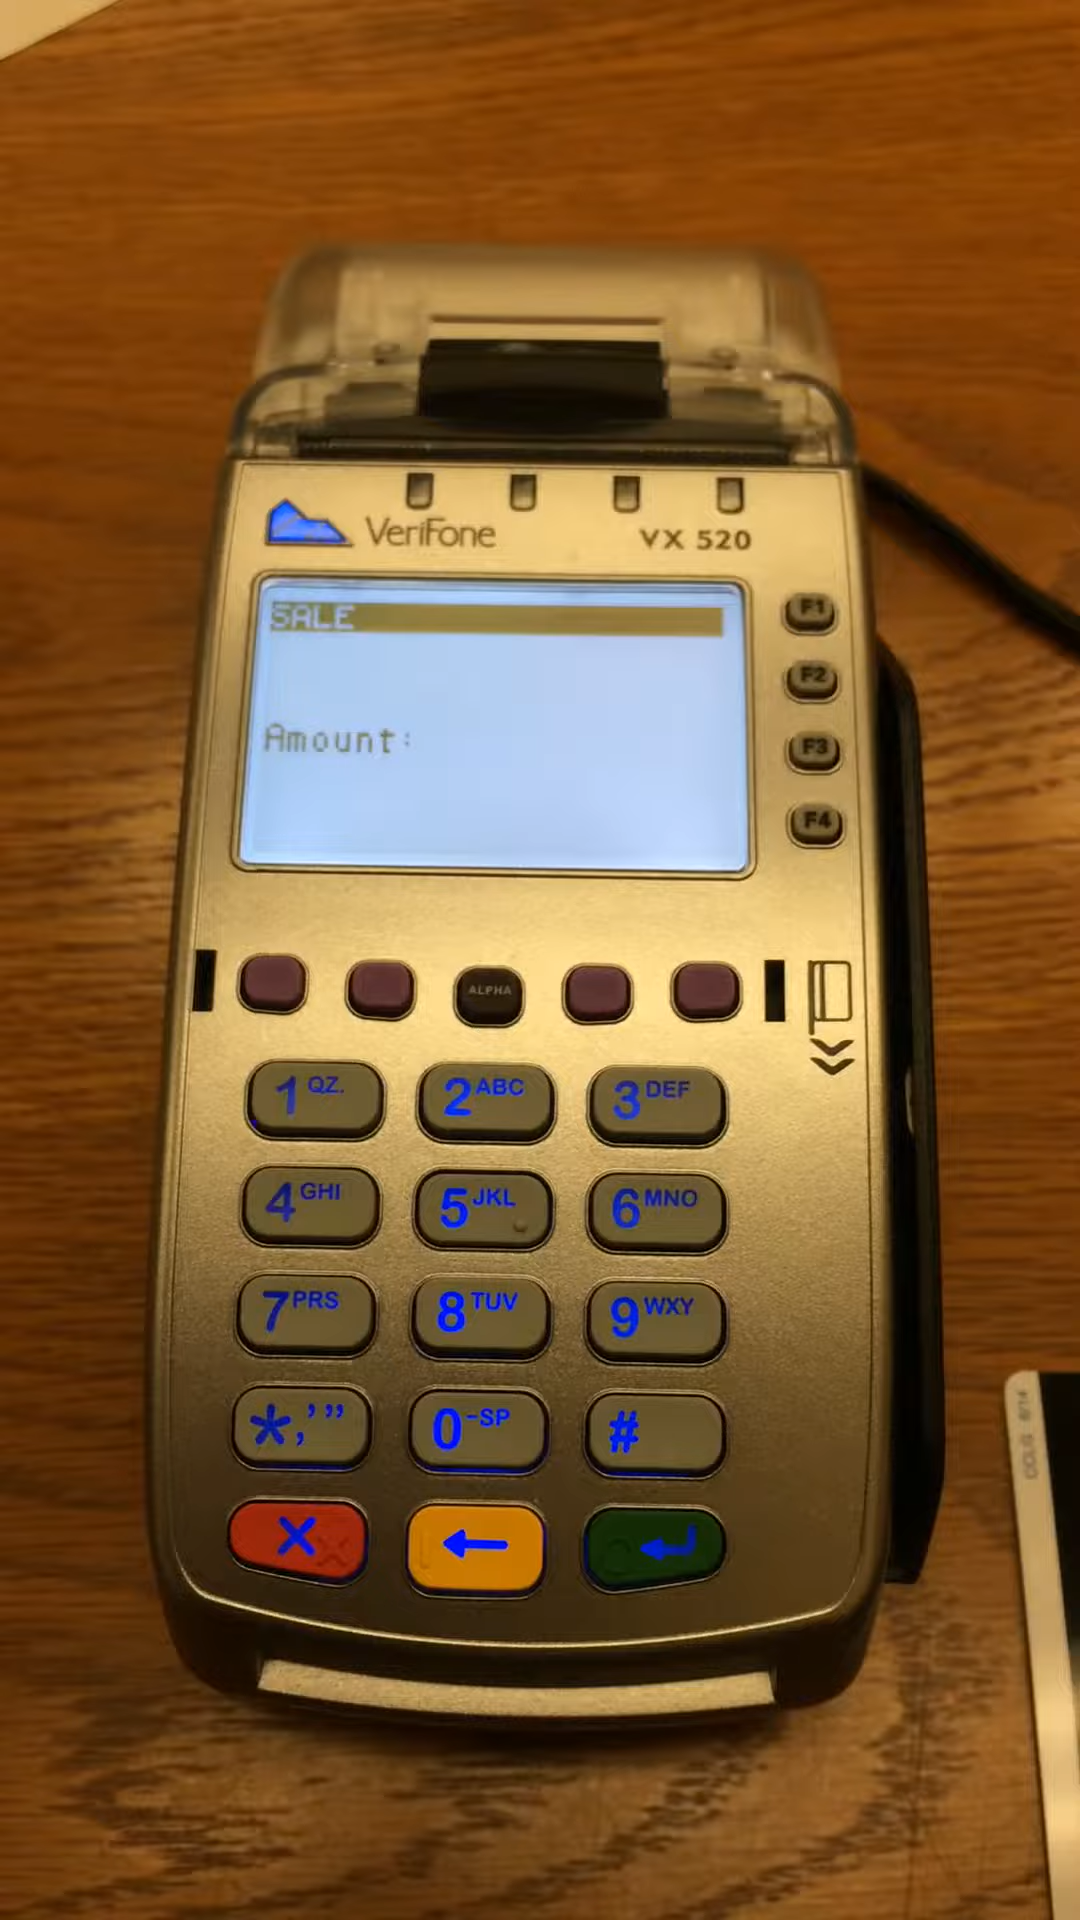 VeriFone
VX 520
SALE
Amount:
F1
F2
F3
F4
ALPHA
1 QZ.
2 ABC
3 DEF
4 GHI
5 JKL
6 MNO
7 PRS
8 TUV
9 WXY
*,'"
0 -SP
#